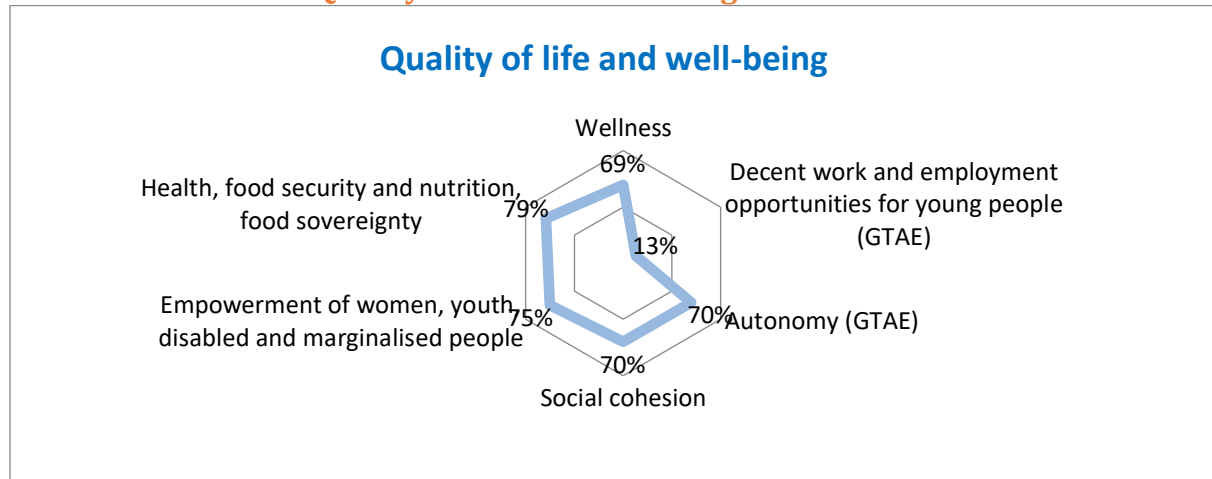 Quality of life and well-being
Wellness
69%
Decent work and employment
opportunities for young people
(GTAE)
13%
Autonomy (GTAE)
70%
Social cohesion
70%
Empowerment of women, youth
disabled and marginalised people
75%
Health, food security and nutrition,
food sovereignty
79%